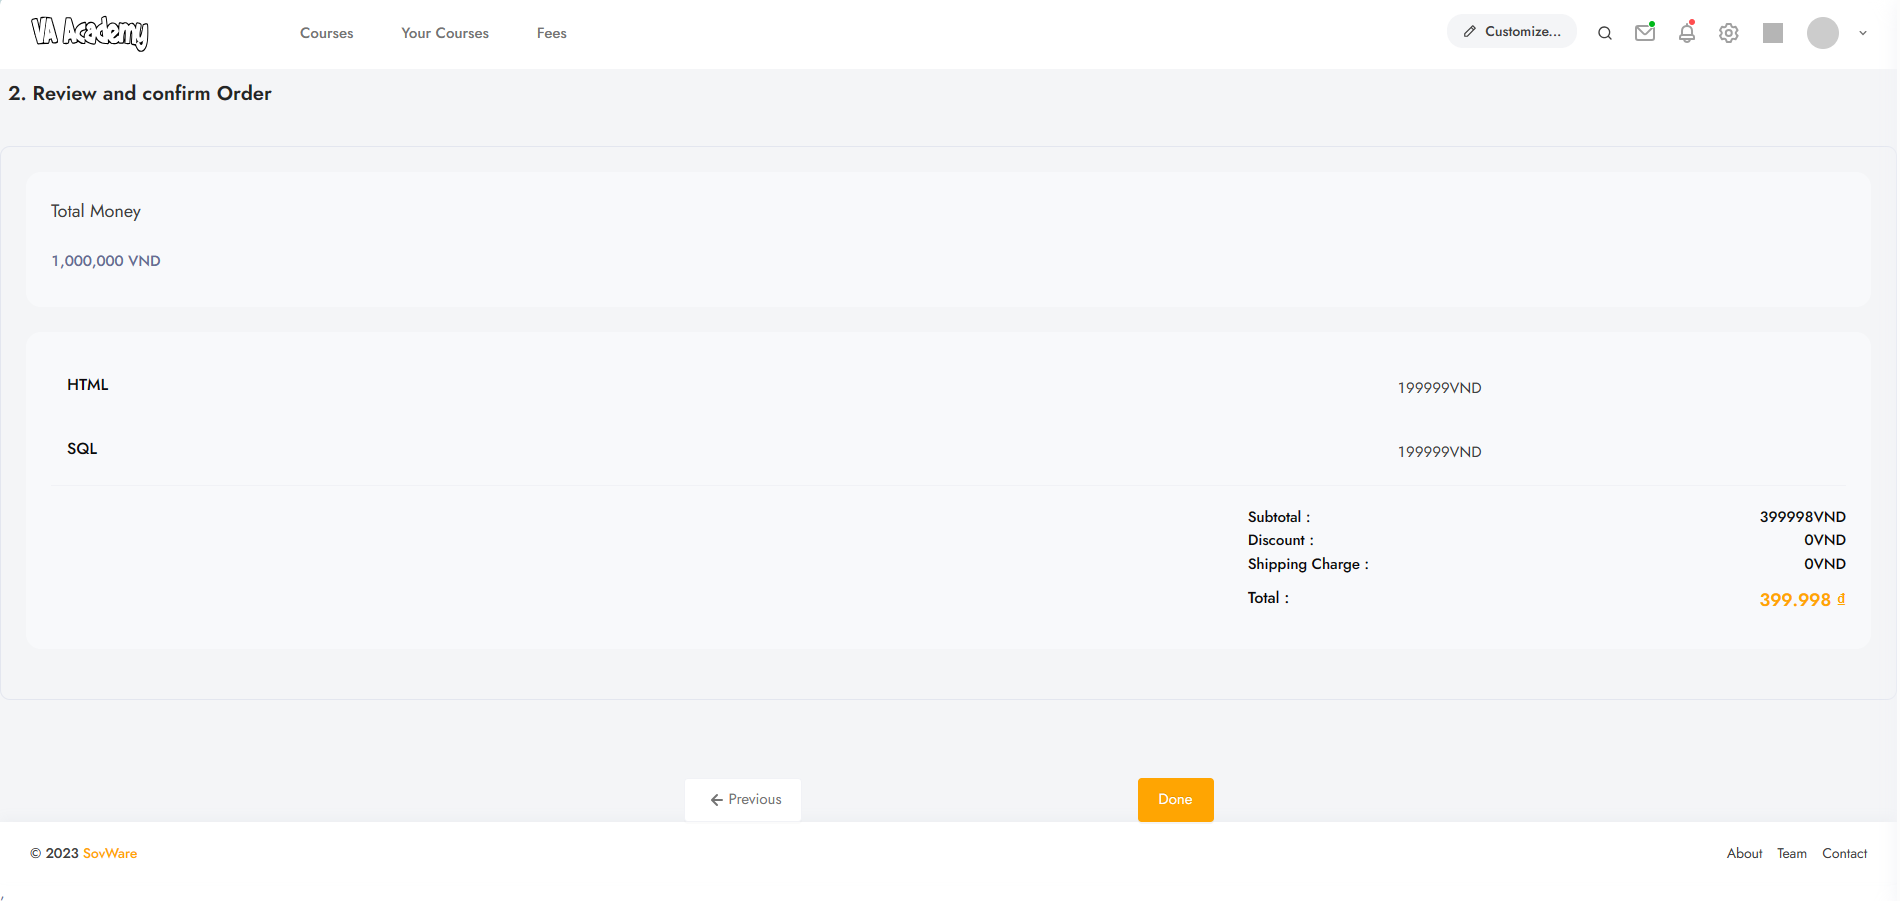 VA Academy
Courses
Your Courses
Fees
Customize...
2. Review and confirm Order
Total Money
1,000,000 VND
HTML
199999VND
SQL
199999VND
Subtotal :
399998VND
Discount :
0VND
Shipping Charge :
0VND
Total :
399.998 ₫
← Previous
Done
© 2023 SovWare
About
Team
Contact